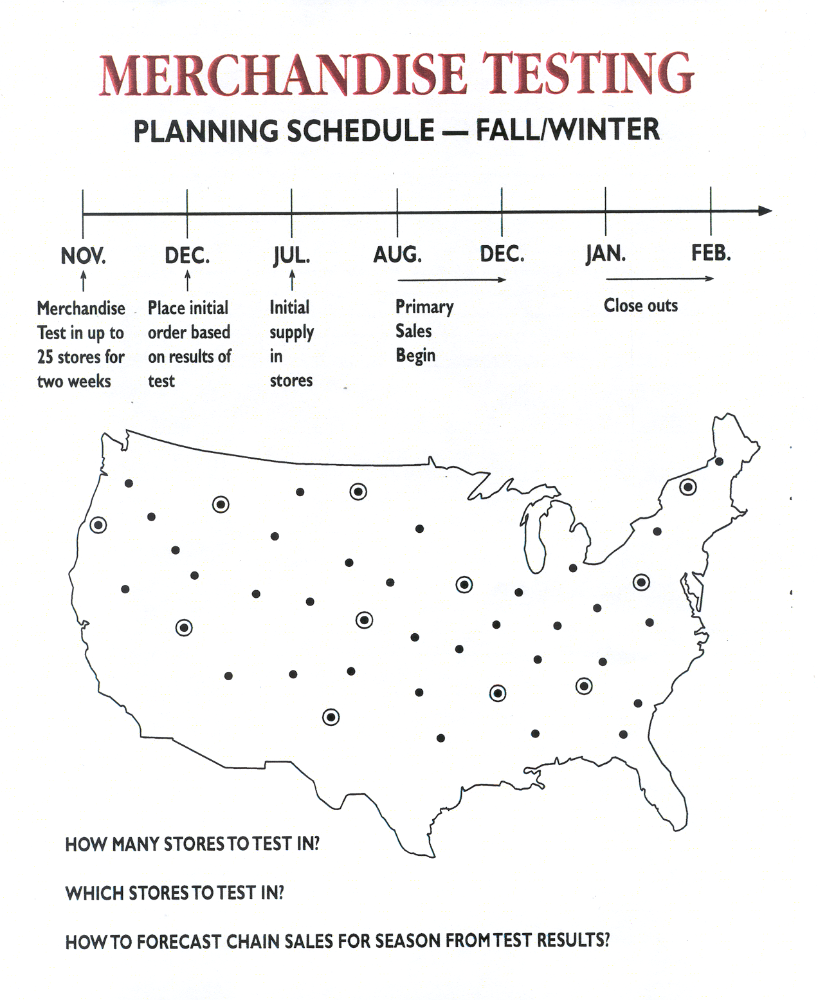 MERCHANDISE TESTING
PLANNING SCHEDULE — FALL/WINTER
NOV. DEC. JUL. AUG. DEC. JAN. FEB.
Merchandise
Test in up to
25 stores for
two weeks
Place initial
order based
on results of
test
Initial
supply
in
stores
Primary
Sales
Begin
Close outs
HOW MANY STORES TO TEST IN?
WHICH STORES TO TEST IN?
HOW TO FORECAST CHAIN SALES FOR SEASON FROM TEST RESULTS?